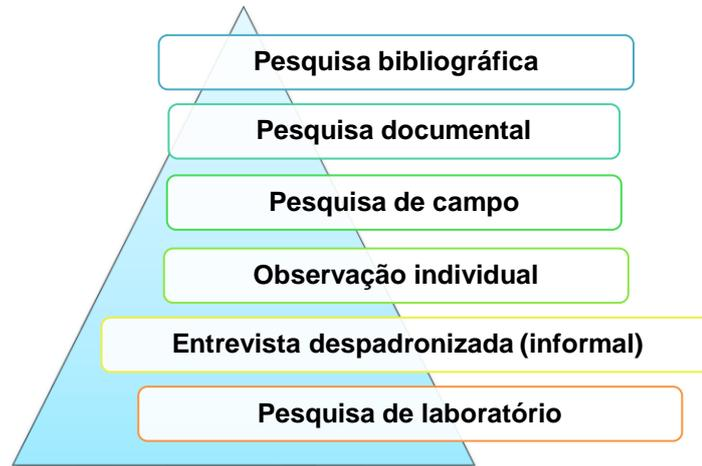 Pesquisa bibliográfica
Pesquisa documental
Pesquisa de campo
Observação individual
Entrevista despadronizada (informal)
Pesquisa de laboratório